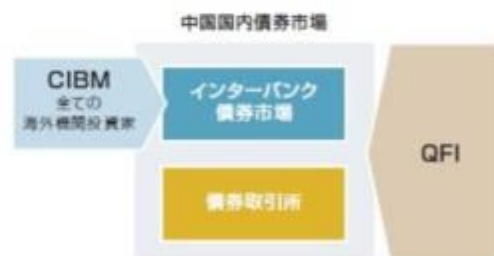 中国国内債券市場
CIBM
全ての
海外機関投資家
インターバンク
債券市場
債券取引所
QFI